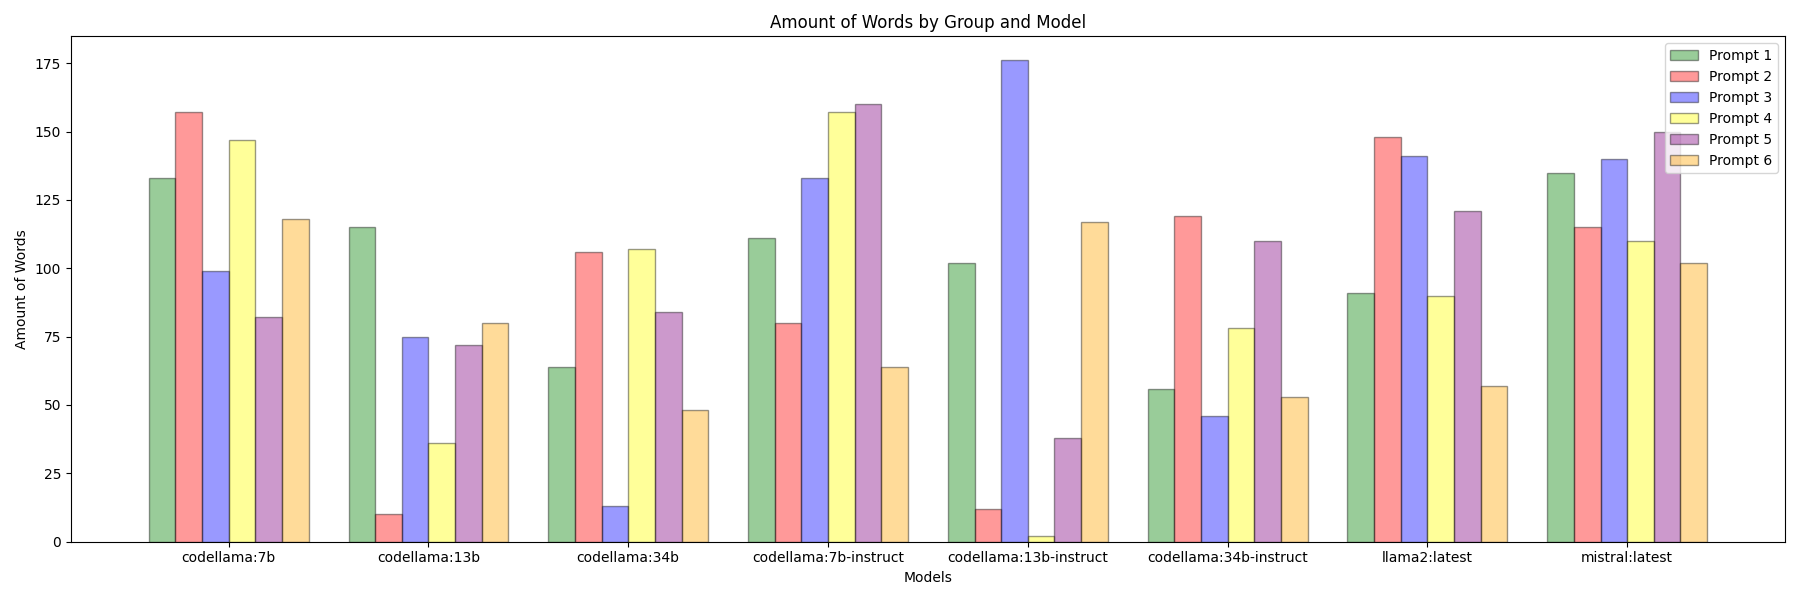 Amount of Words by Group and Model
Amount of Words
175
150
125
100
75
50
25
0
Prompt 1
Prompt 2
Prompt 3
Prompt 4
Prompt 5
Prompt 6
codellama:7b
codellama:13b
codellama:34b
codellama:7b-instruct
codellama:13b-instruct
codellama:34b-instruct
llama2:latest
mistral:latest
Models